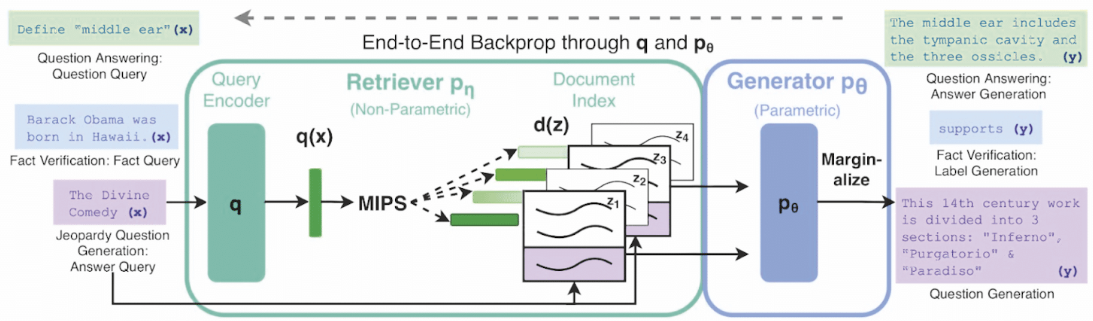 Define "middle ear" (x)
Question Answering:
Question Query
Barack Obama was
born in Hawaii. (x)
Fact Verification: Fact Query
The Divine
Comedy (x)
Jeopardy Question
Generation:
Answer Query
End-to-End Backprop through q and pθ
Query
Encoder
q
Retriever pη
(Non-Parametric)
q(x)
MIPS
Document
Index
d(z)
z4
z3
z2
z1
Generator pθ
(Parametric)
pθ
Margin-
alize
The middle ear includes
the tympanic cavity and
the three ossicles. (y)
Question Answering:
Answer Generation
supports (y)
Fact Verification:
Label Generation
This 14th century work
is divided into 3
sections: "Inferno",
"Purgatorio" &
"Paradiso" (y)
Question Generation